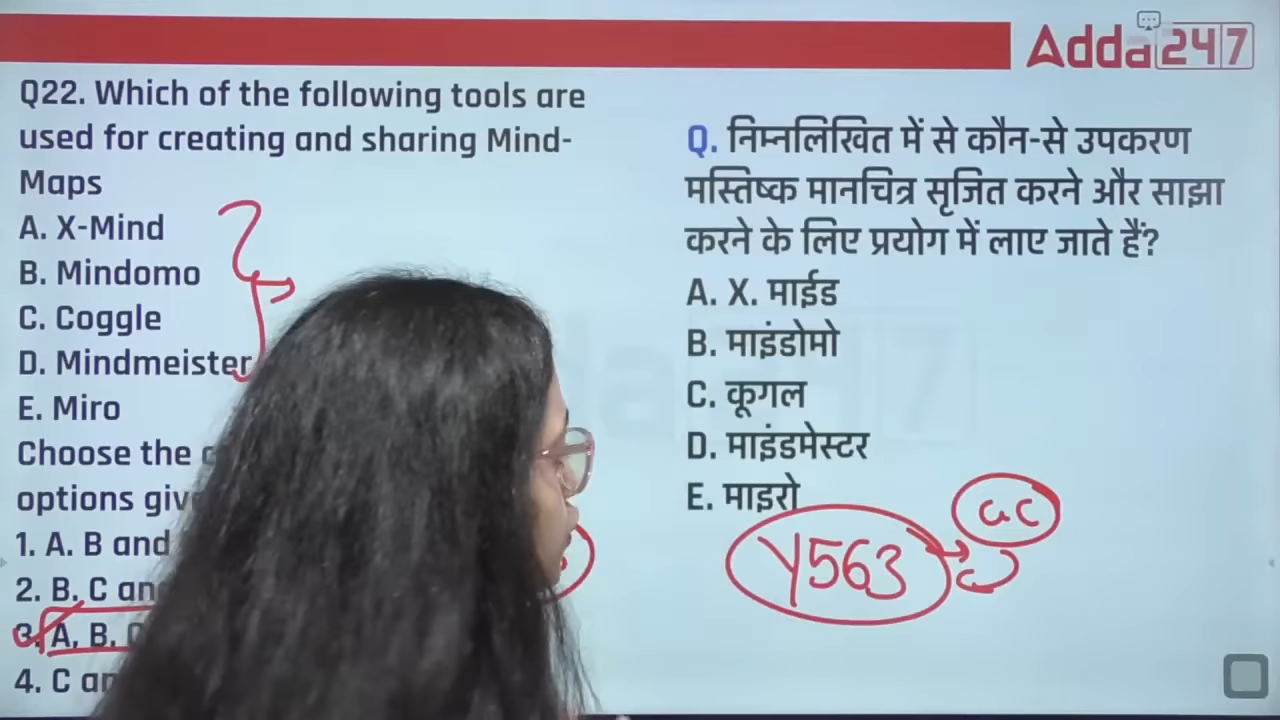 Adda 247
Q22. Which of the following tools are
used for creating and sharing Mind-
Maps
A. X-Mind
B. Mindomo
C. Coggle
D. Mindmeister
E. Miro
Choose the
options giv
1. A. B and
2. B. C an
3. A, B.
4. C an
Q. निम्नलिखित में से कौन-से उपकरण
मस्तिष्क मानचित्र सृजित करने और साझा
करने के लिए प्रयोग में लाए जाते हैं?
A. X. माईड
B. माइंडोमो
C. कूगल
D. माइंडमेस्टर
E. माइरो
Y563